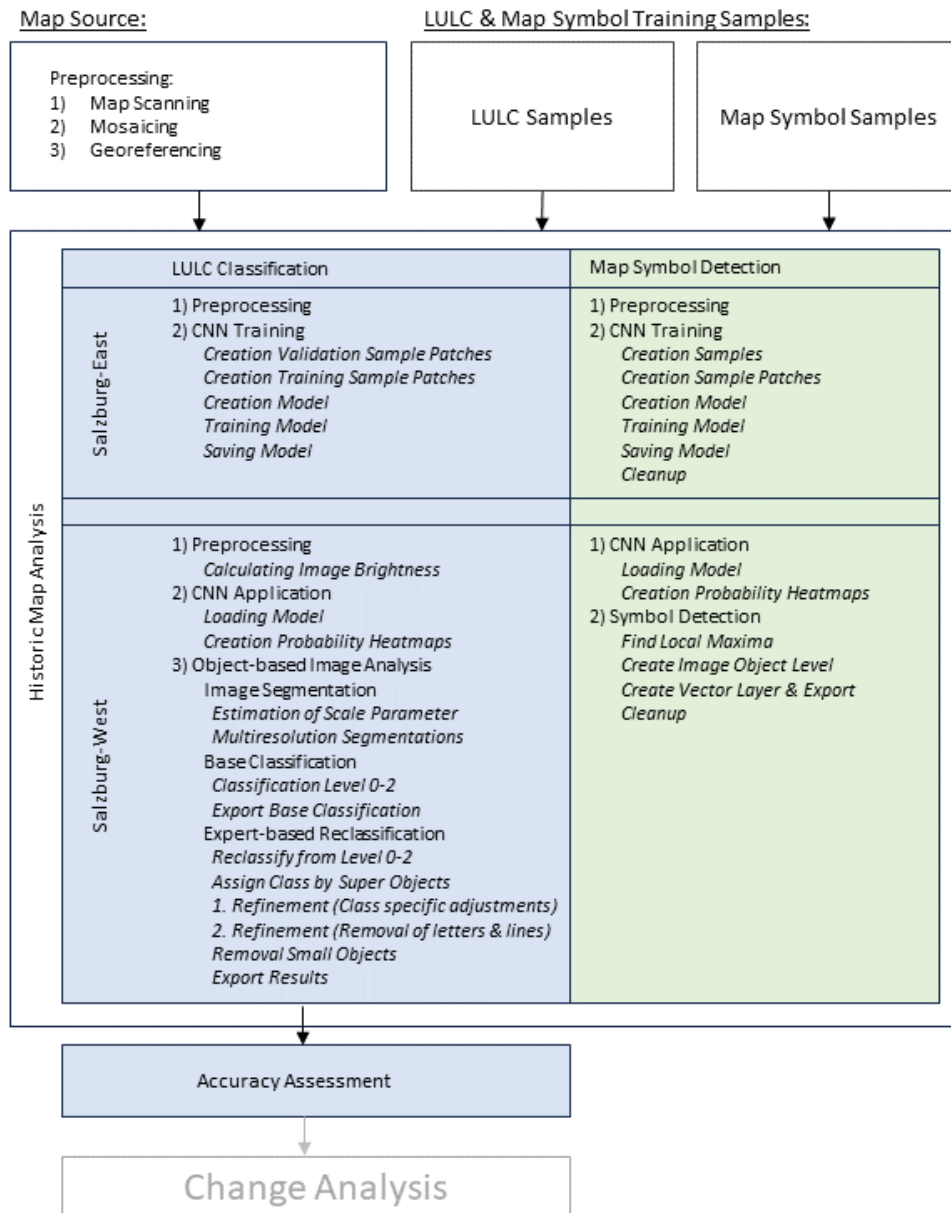 Map Source:
LULC & Map Symbol Training Samples:
Preprocessing:
1) Map Scanning
2) Mosaicing
3) Georeferencing
LULC Samples
Map Symbol Samples
Historic Map Analysis
LULC Classification
Map Symbol Detection
Salzburg-East
1) Preprocessing
2) CNN Training
Creation Validation Sample Patches
Creation Training Sample Patches
Creation Model
Training Model
Saving Model
1) Preprocessing
2) CNN Training
Creation Samples
Creation Sample Patches
Creation Model
Training Model
Saving Model
Cleanup
Salzburg-West
1) Preprocessing
Calculating Image Brightness
2) CNN Application
Loading Model
Creation Probability Heatmaps
3) Object-based Image Analysis
Image Segmentation
Estimation of Scale Parameter
Multiresolution Segmentations
Base Classification
Classification Level 0-2
Export Base Classification
Expert-based Reclassification
Reclassify from Level 0-2
Assign Class by Super Objects
1. Refinement (Class specific adjustments)
2. Refinement (Removal of letters & lines)
Removal Small Objects
Export Results
1) CNN Application
Loading Model
Creation Probability Heatmaps
2) Symbol Detection
Find Local Maxima
Create Image Object Level
Create Vector Layer & Export
Cleanup
Accuracy Assessment
Change Analysis